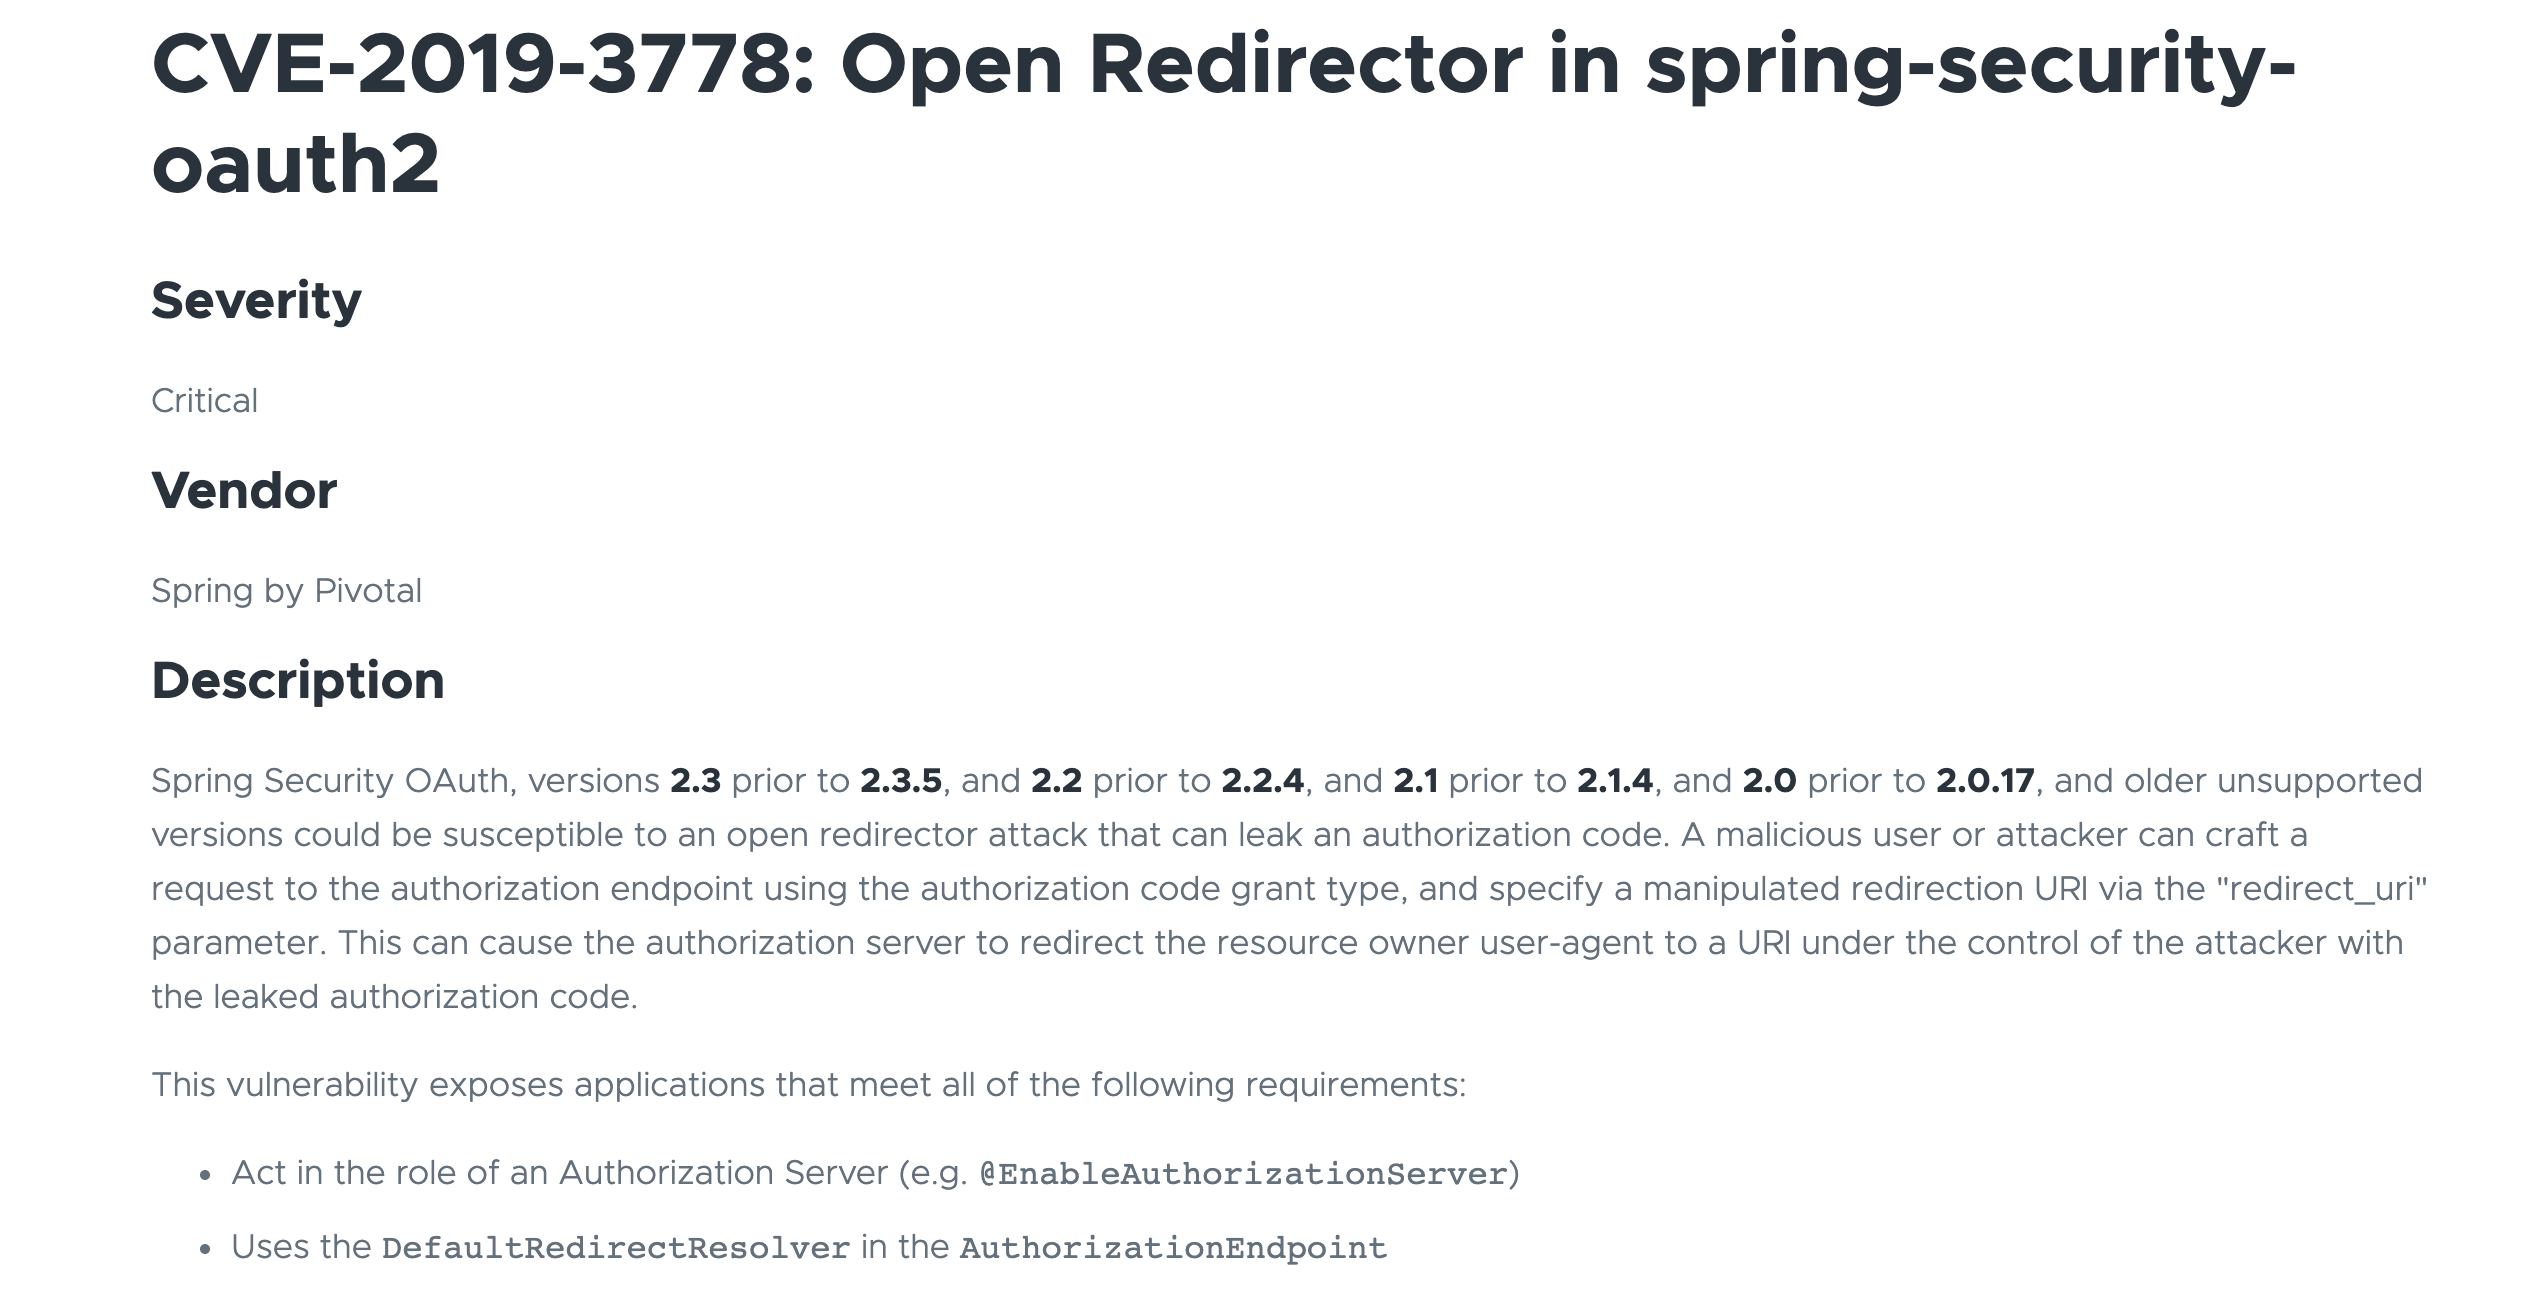 CVE-2019-3778: Open Redirector in spring-security-
oauth2
Severity
Critical
Vendor
Spring by Pivotal
Description
Spring Security OAuth, versions 2.3 prior to 2.3.5, and 2.2 prior to 2.2.4, and 2.1 prior to 2.1.4, and 2.0 prior to 2.0.17, and older unsupported
versions could be susceptible to an open redirector attack that can leak an authorization code. A malicious user or attacker can craft a
request to the authorization endpoint using the authorization code grant type, and specify a manipulated redirection URI via the "redirect_uri"
parameter. This can cause the authorization server to redirect the resource owner user-agent to a URI under the control of the attacker with
the leaked authorization code.
This vulnerability exposes applications that meet all of the following requirements:
• Act in the role of an Authorization Server (e.g. @EnableAuthorizationServer)
• Uses the DefaultRedirectResolver in the AuthorizationEndpoint